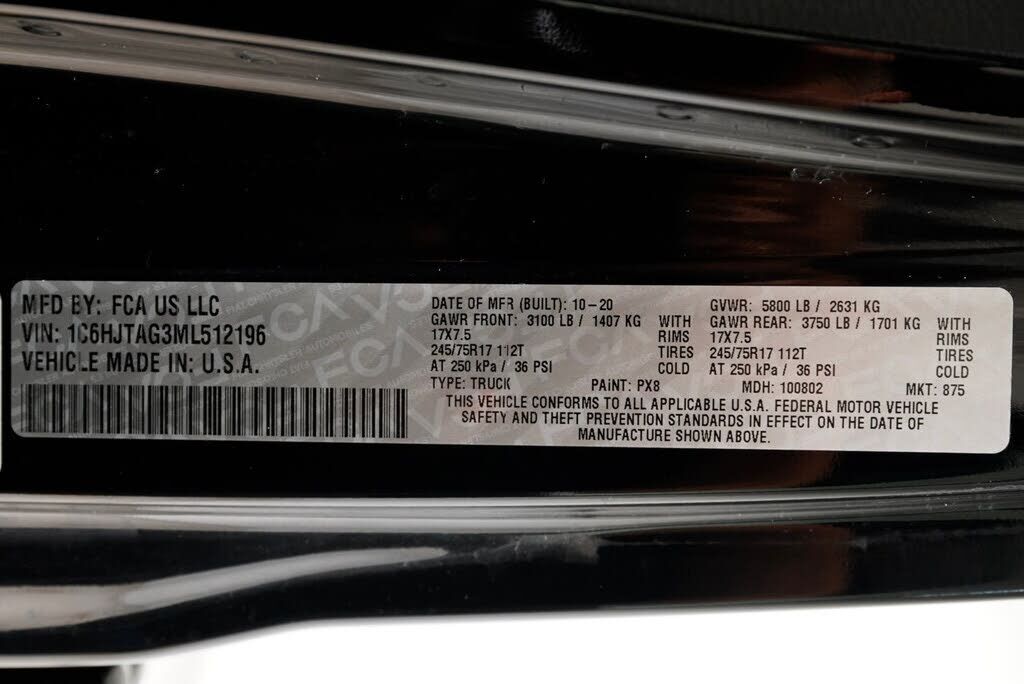 MFD BY: FCA US LLC
VIN: 1C6HJTAG3ML512196
VEHICLE MADE IN: U.S.A.
DATE OF MFR (BUILT): 10-20 GVWR: 5800 LB / 2631 KG
GAWR FRONT: 3100 LB / 1407 KG WITH GAWR REAR: 3750 LB / 1701 KG WITH
17X7.5 RIMS 17X7.5 RIMS
245/75R17 112T TIRES 245/75R17 112T TIRES
AT 250 kPa / 36 PSI COLD AT 250 kPa / 36 PSI COLD
TYPE: TRUCK PAINT: PX8 MDH: 100802 MKT: 875
THIS VEHICLE CONFORMS TO ALL APPLICABLE U.S.A. FEDERAL MOTOR VEHICLE
SAFETY AND THEFT PREVENTION STANDARDS IN EFFECT ON THE DATE OF
MANUFACTURE SHOWN ABOVE.